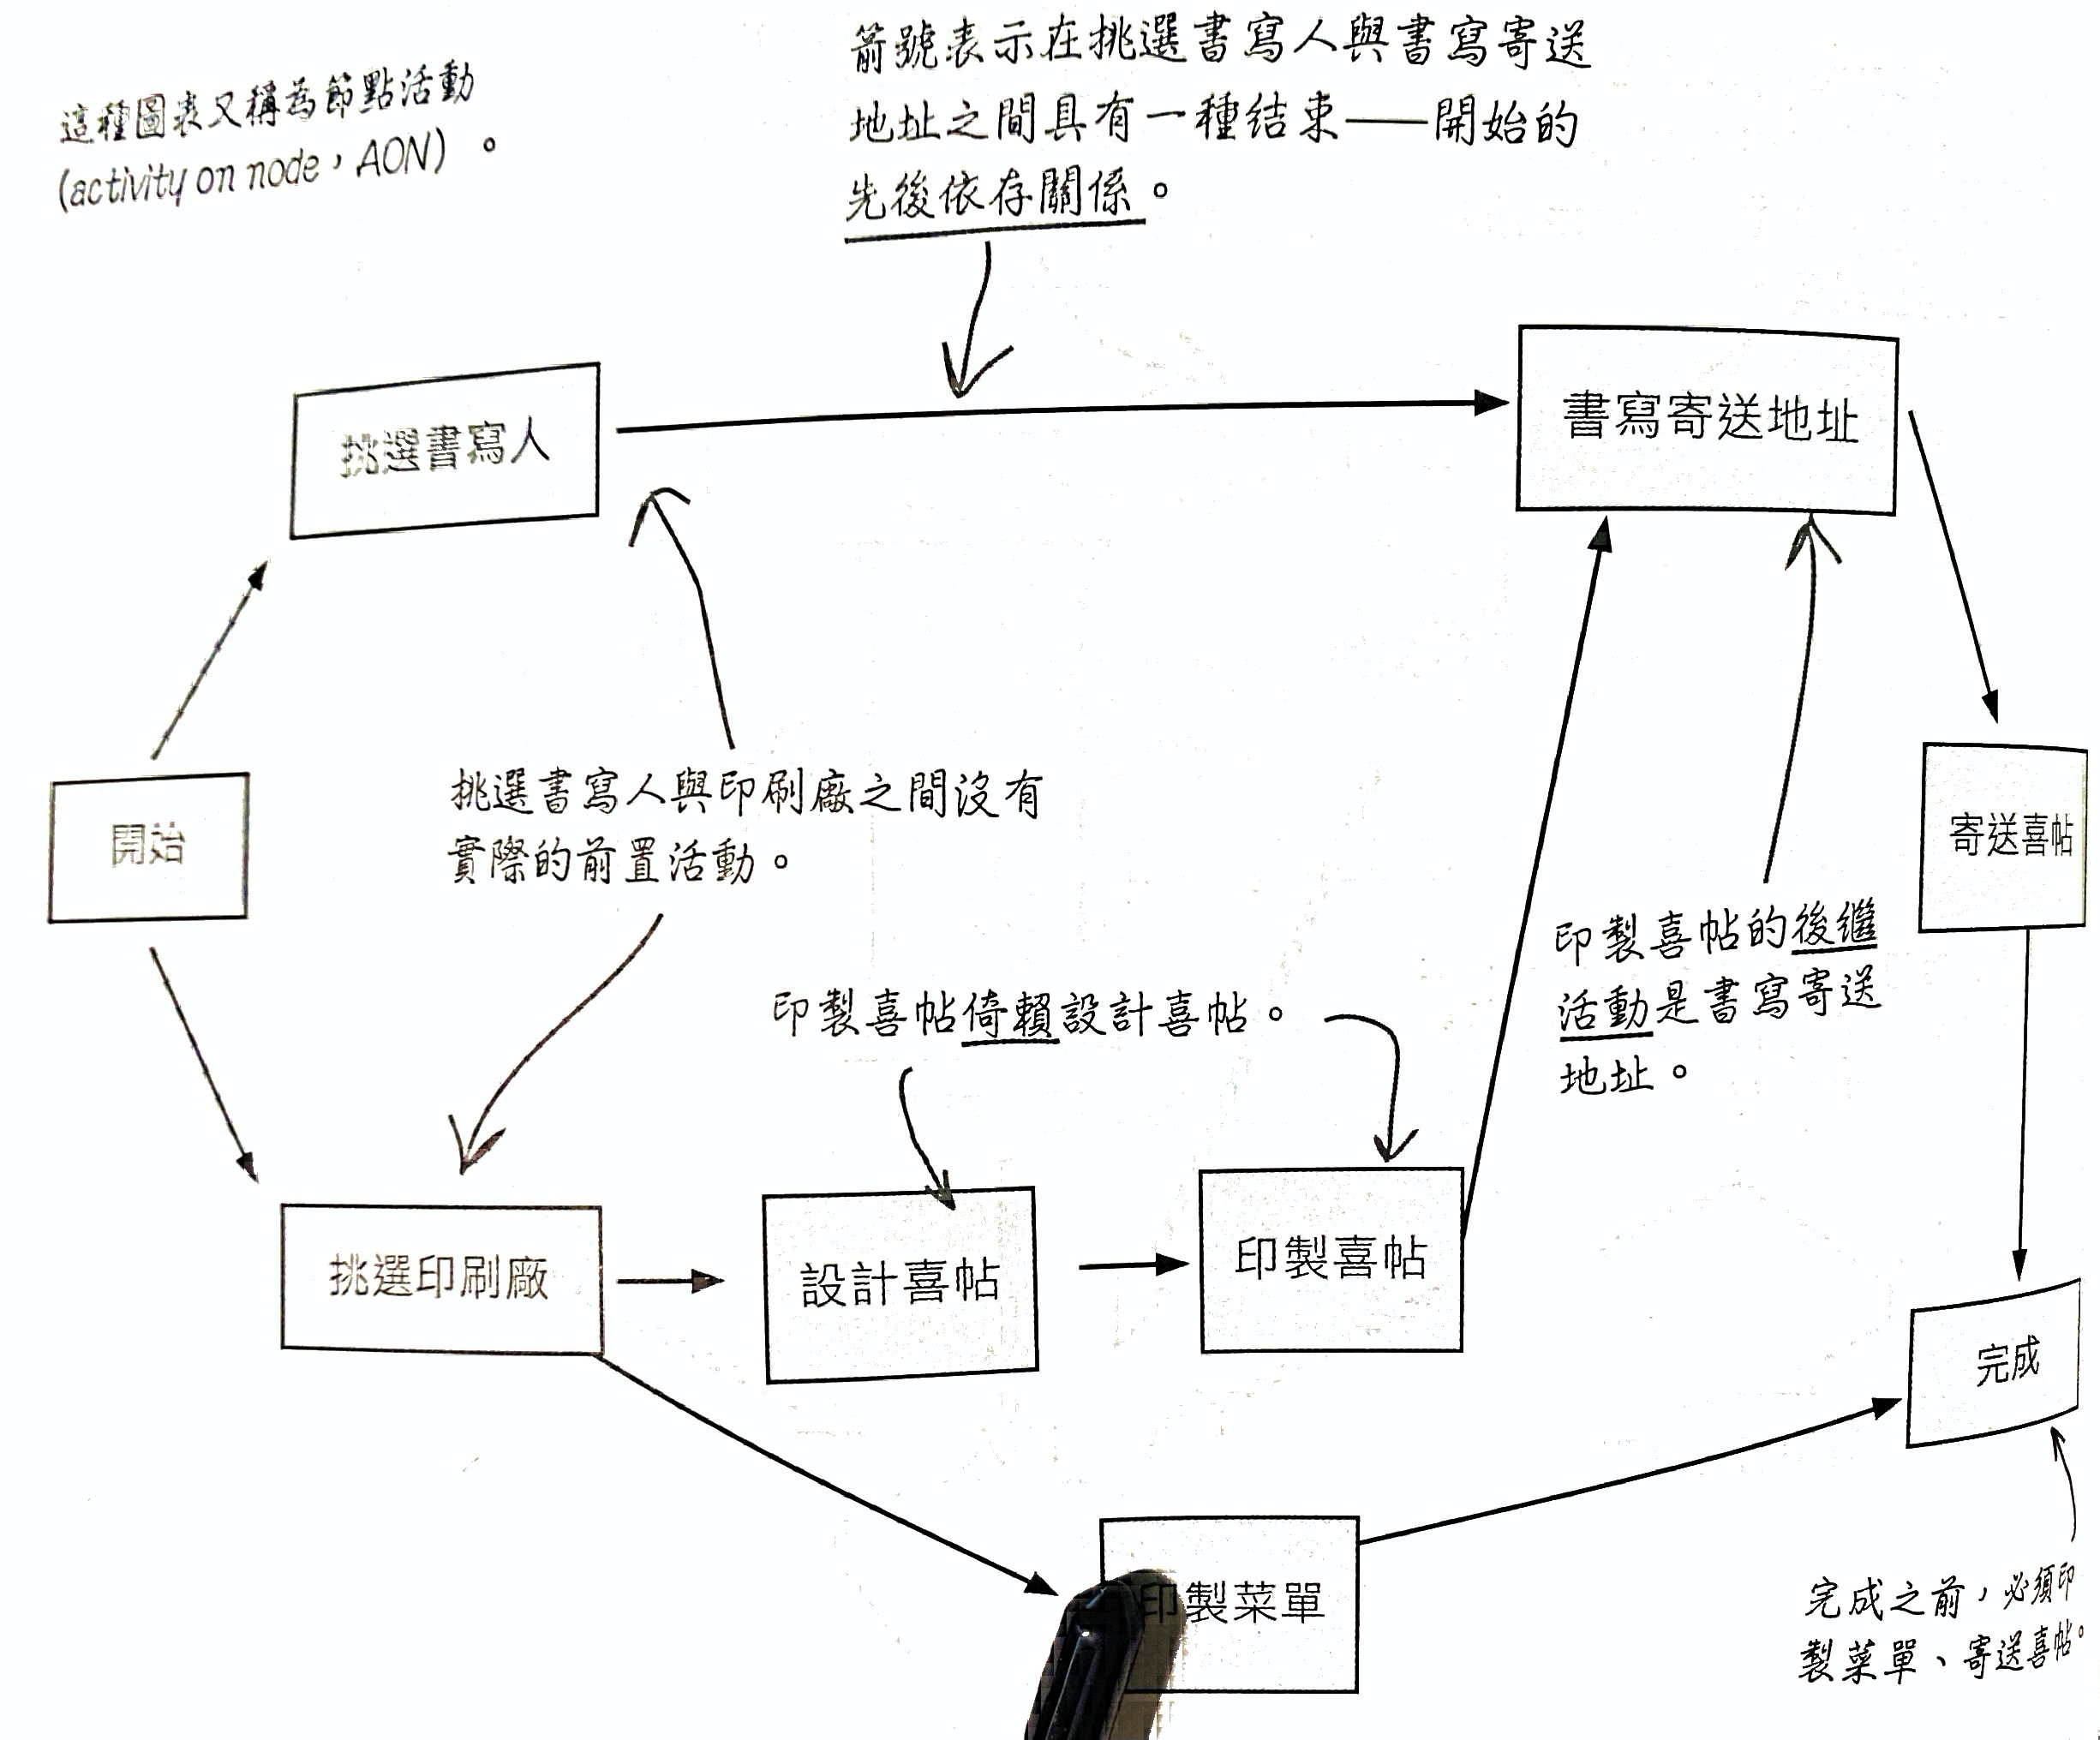 這種圖表又稱為節點活動
(activity on node，AON)。
箭號表示在挑選書寫人與書寫寄送
地址之間具有一種結束——開始的
先後依存關係。
挑選書寫人
書寫寄送地址
開始
挑選書寫人與印刷廠之間沒有
實際的前置活動。
寄送喜帖
印製喜帖的後繼
活動是書寫寄送
地址。
印製喜帖倚賴設計喜帖。
挑選印刷廠
設計喜帖
印製喜帖
完成
印製菜單
完成之前，必須印
製菜單、寄送喜帖。